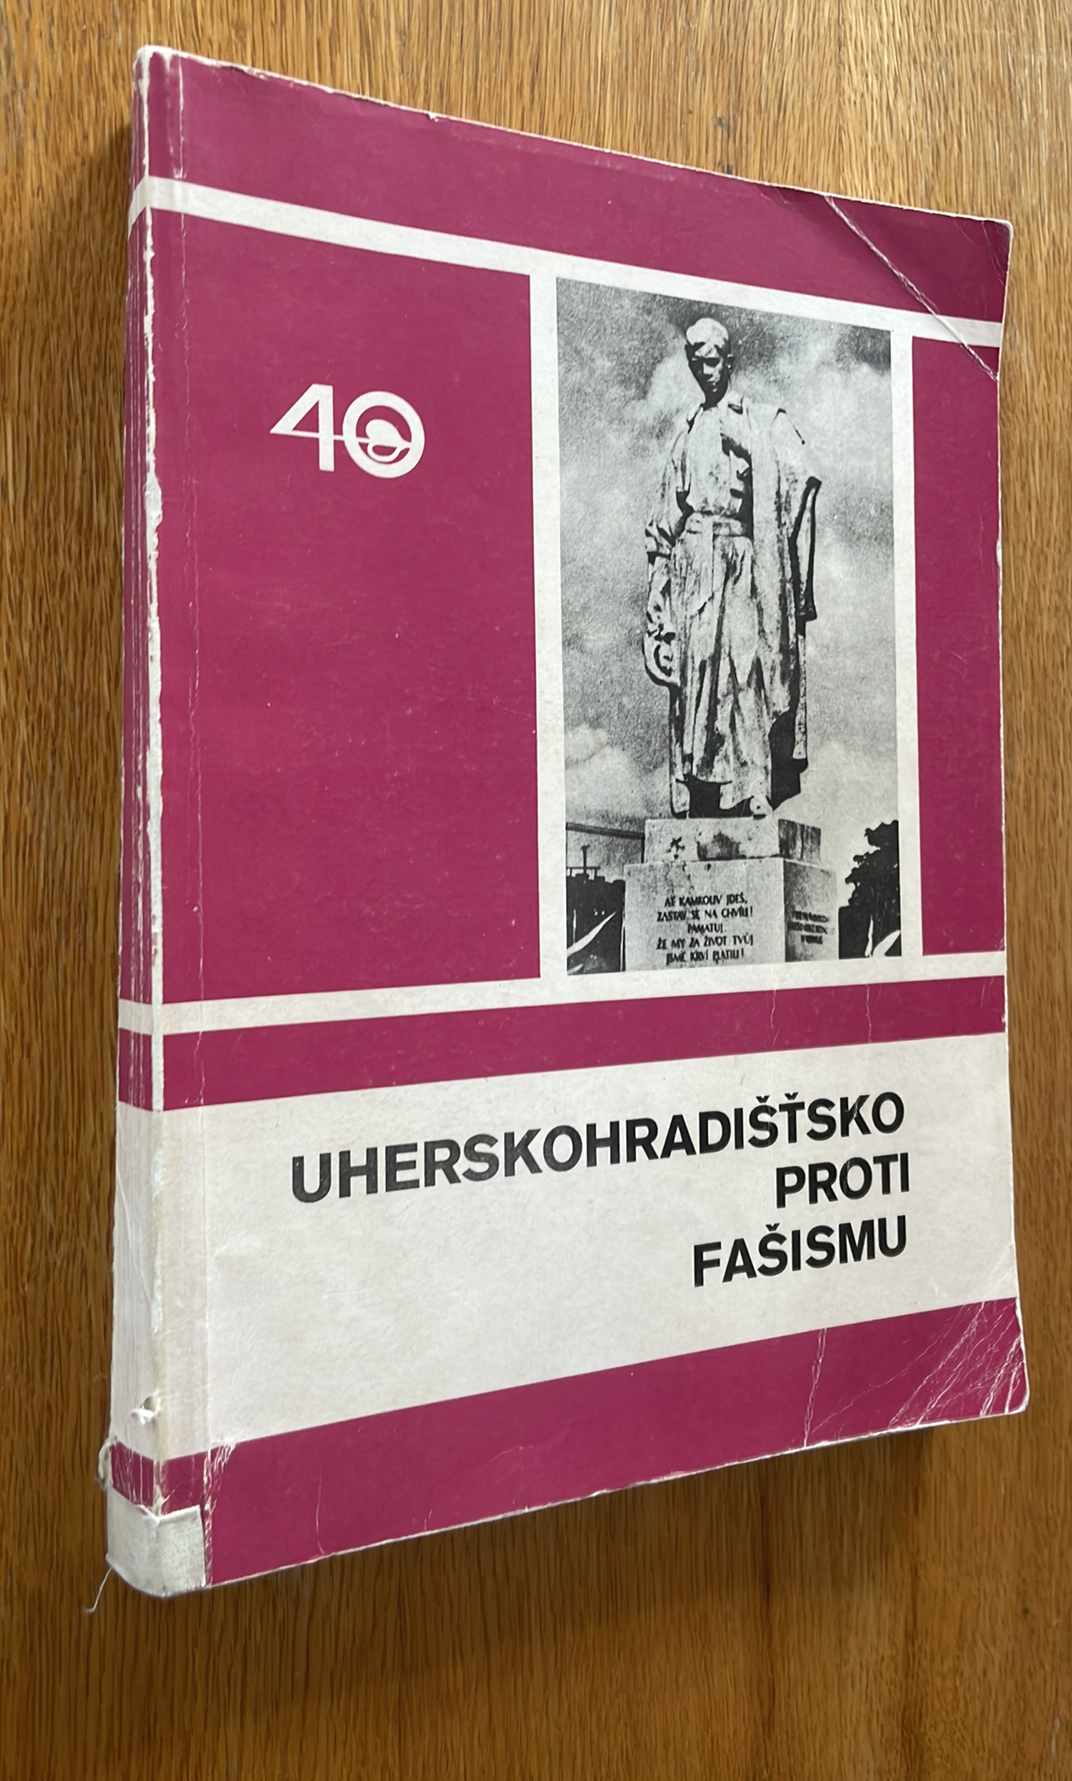 40
AŤ KAMKOLIV JDEŠ,
ZASTAV SE NA CHVÍLI!
PAMATUJ,
ŽE MY ZA ŽIVOT TVŮJ
JSME KRVÍ PLATILI!
UHERSKOHRADIŠŤSKO
PROTI
FAŠISMU